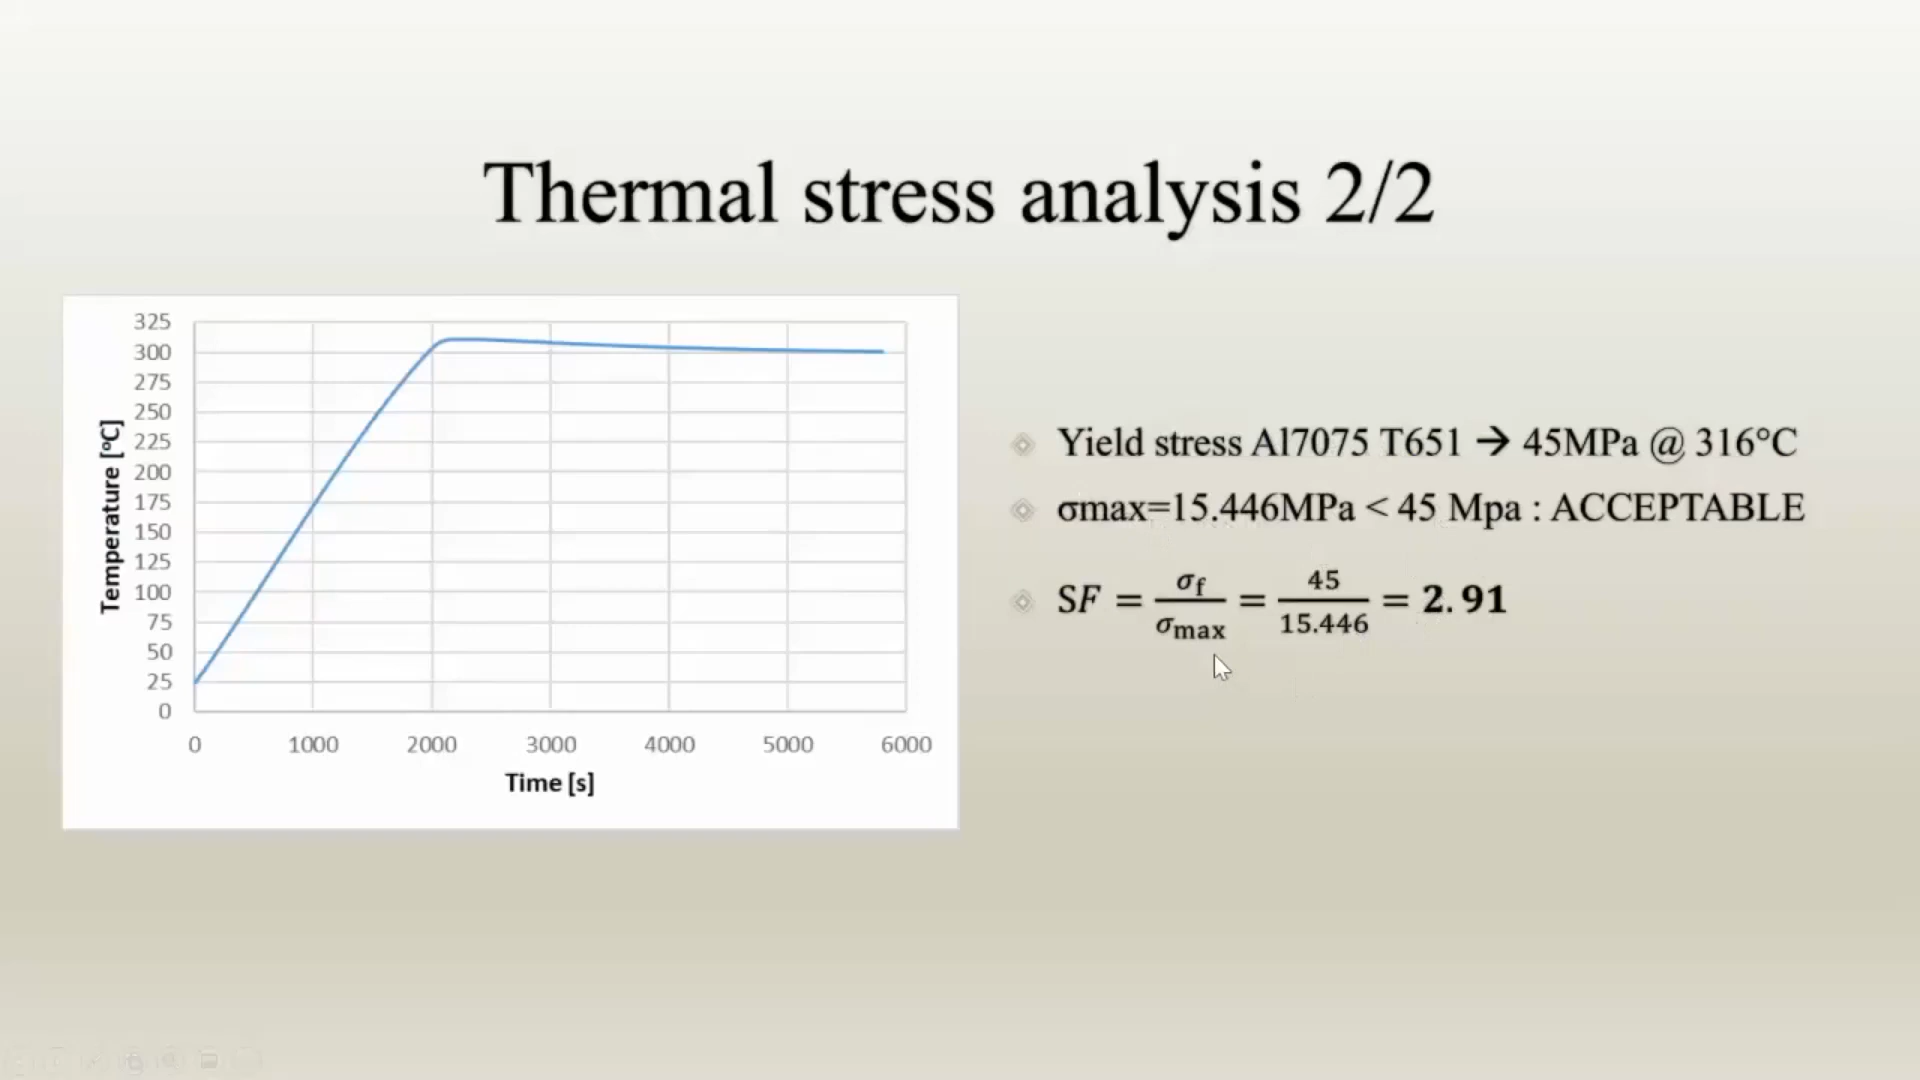 Thermal stress analysis 2/2
325
300
275
250
225
200
175
150
125
100
75
50
25
0
Temperature [°C]
0 1000 2000 3000 4000 5000 6000
Time [s]
Yield stress Al7075 T651 → 45MPa @ 316°C
σmax=15.446MPa < 45 Mpa : ACCEPTABLE
SF = σf/σmax = 45/15.446 = 2.91